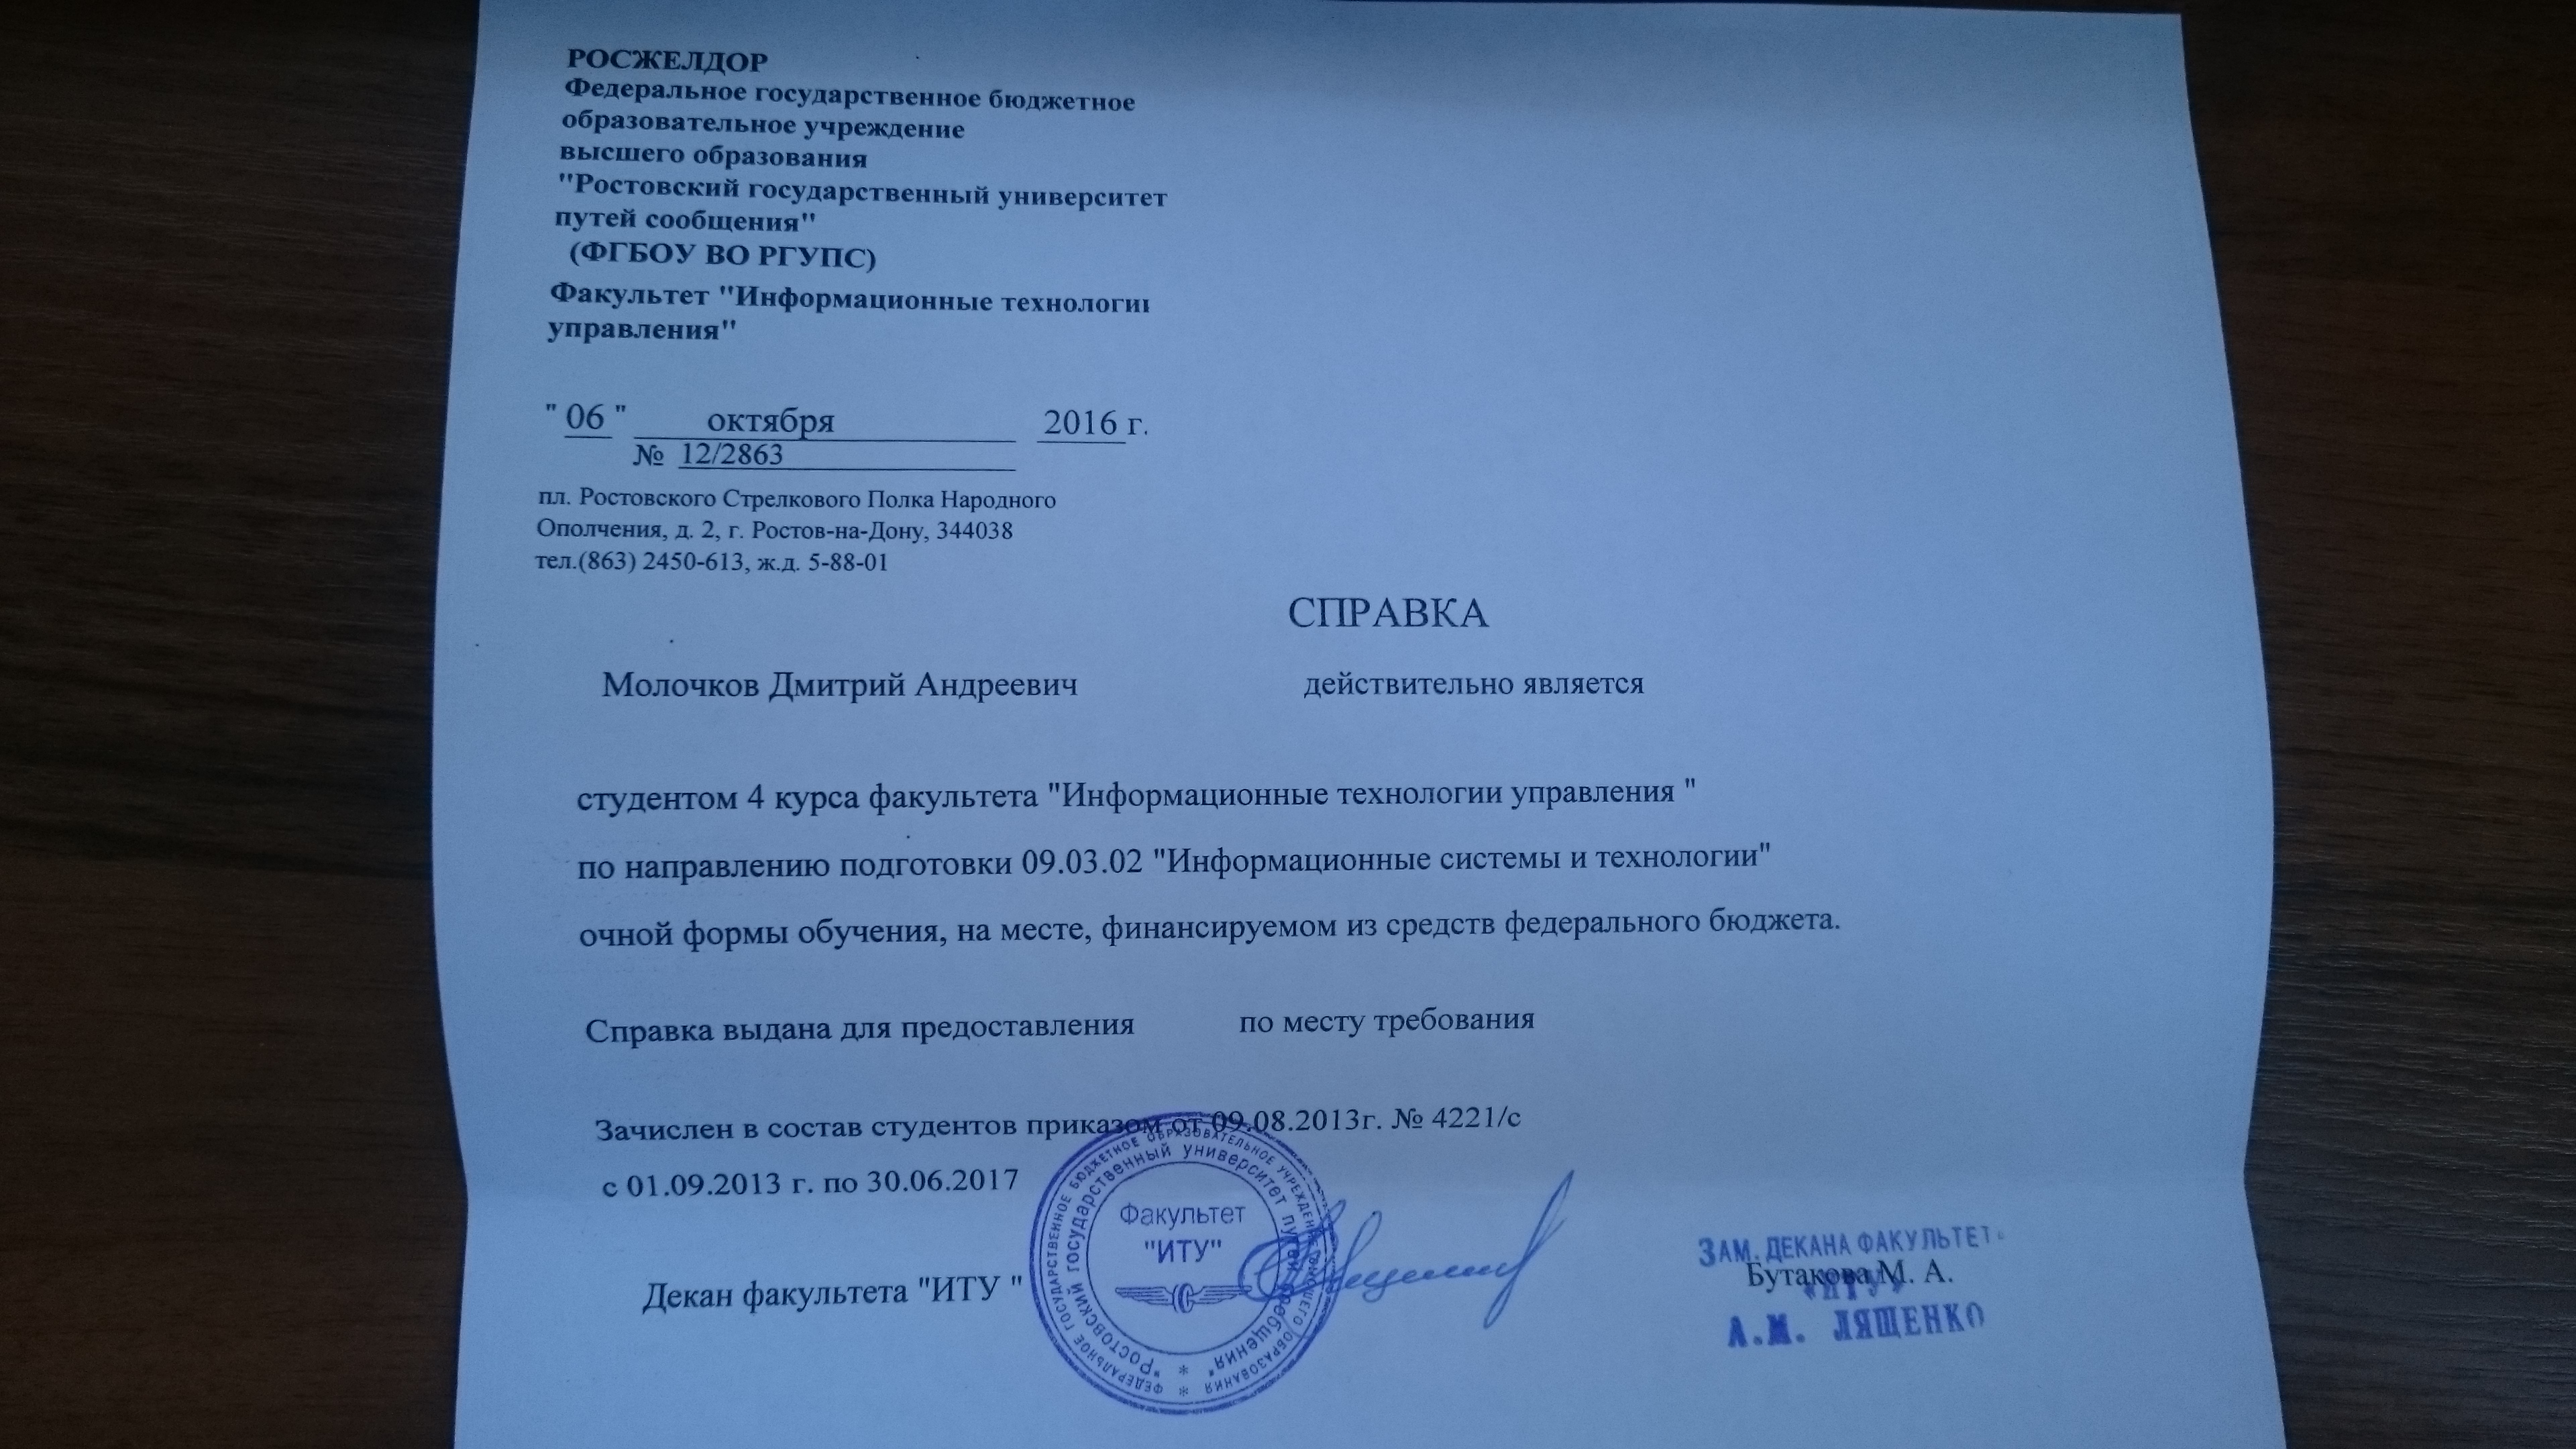 РОСЖЕЛДОР
Федеральное государственное бюджетное
образовательное учреждение
высшего образования
"Ростовский государственный университет
путей сообщения"
(ФГБОУ ВО РГУПС)
Факультет "Информационные технологии
управления"
" 06 " октября 2016 г.
№ 12/2863
пл. Ростовского Стрелкового Полка Народного
Ополчения, д. 2, г. Ростов-на-Дону, 344038
тел.(863) 2450-613, ж.д. 5-88-01
СПРАВКА
Молочков Дмитрий Андреевич действительно является
студентом 4 курса факультета "Информационные технологии управления "
по направлению подготовки 09.03.02 "Информационные системы и технологии"
очной формы обучения, на месте, финансируемом из средств федерального бюджета.
Справка выдана для предоставления по месту требования
Зачислен в состав студентов приказом от 09.08.2013г. № 4221/с
с 01.09.2013 г. по 30.06.2017
Декан факультета "ИТУ "
ФЕДЕРАЛЬНОЕ ГОСУДАРСТВЕННОЕ БЮДЖЕТНОЕ ОБРАЗОВАТЕЛЬНОЕ УЧРЕЖДЕНИЕ ВЫСШЕГО ОБРАЗОВАНИЯ
"Ростовский государственный университет путей сообщения"
Факультет
"ИТУ"
ЗАМ. ДЕКАНА ФАКУЛЬТЕТ
Бутакова М. А.
«ИТУ»
А.М. ЛЯЩЕНКО